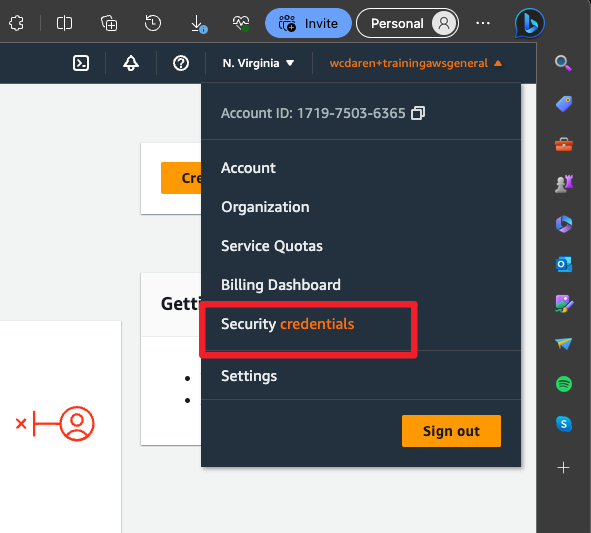 Invite
Personal
N. Virginia
wcdaren+trainingawsgeneral
Account ID: 1719-7503-6365
Account
Cre
Organization
Service Quotas
Billing Dashboard
Getti
Security credentials
Settings
Sign out